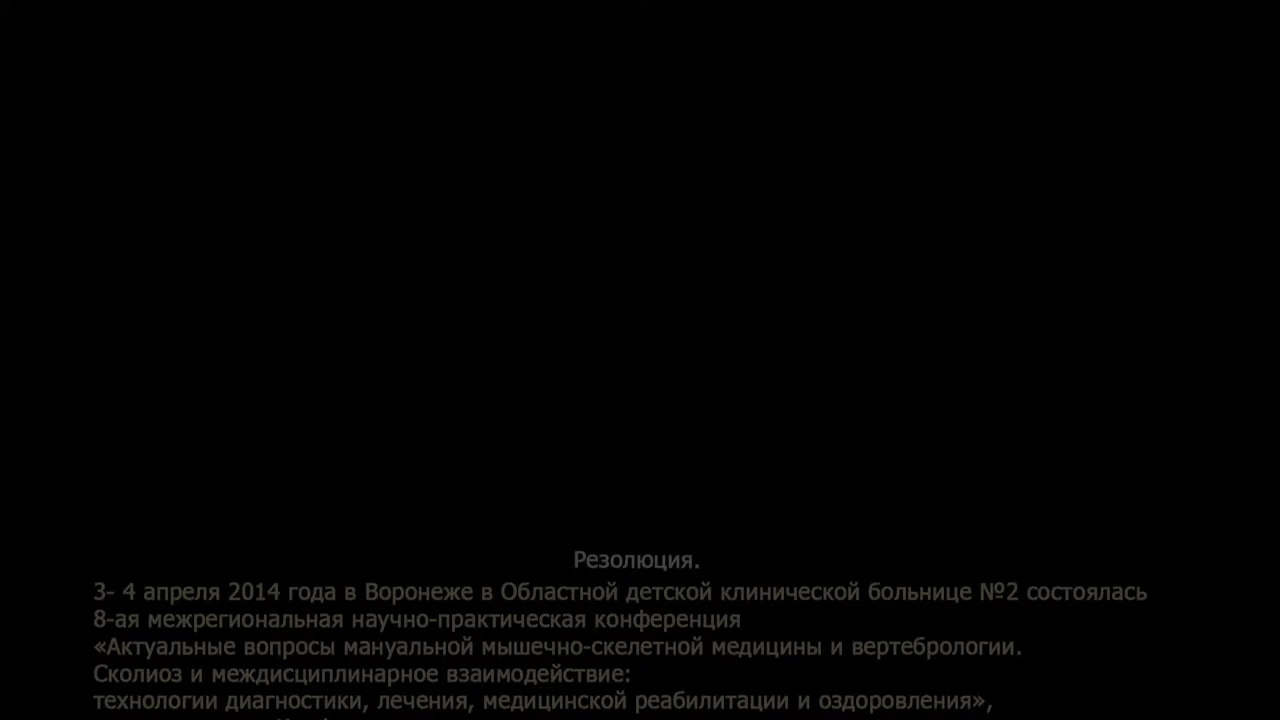 Резолюция.
3- 4 апреля 2014 года в Воронеже в Областной детской клинической больнице №2 состоялась
8-ая межрегиональная научно-практическая конференция
«Актуальные вопросы мануальной мышечно-скелетной медицины и вертебрологии.
Сколиоз и междисциплинарное взаимодействие:
технологии диагностики, лечения, медицинской реабилитации и оздоровления»,